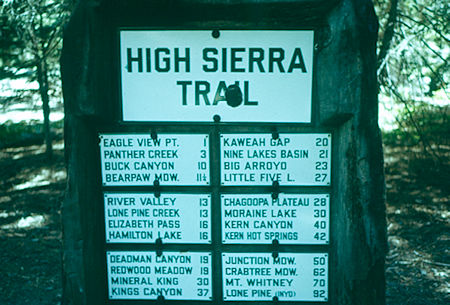 HIGH SIERRA
TRAIL
EAGLE VIEW PT. 1
PANTHER CREEK 3
BUCK CANYON 10
BEARPAW MDW. 11½
KAWEAH GAP 20
NINE LAKES BASIN 21
BIG ARROYO 23
LITTLE FIVE L. 27
RIVER VALLEY 13
LONE PINE CREEK 13
ELIZABETH PASS 16
HAMILTON LAKE 16
CHAGOOPA PLATEAU 28
MORAINE LAKE 30
KERN CANYON 40
KERN HOT SPRINGS 42
DEADMAN CANYON 19
REDWOOD MEADOW 19
MINERAL KING 30
KINGS CANYON 37
JUNCTION MDW. 50
CRABTREE MDW. 62
MT. WHITNEY 70
LONE PINE (INYO) 82